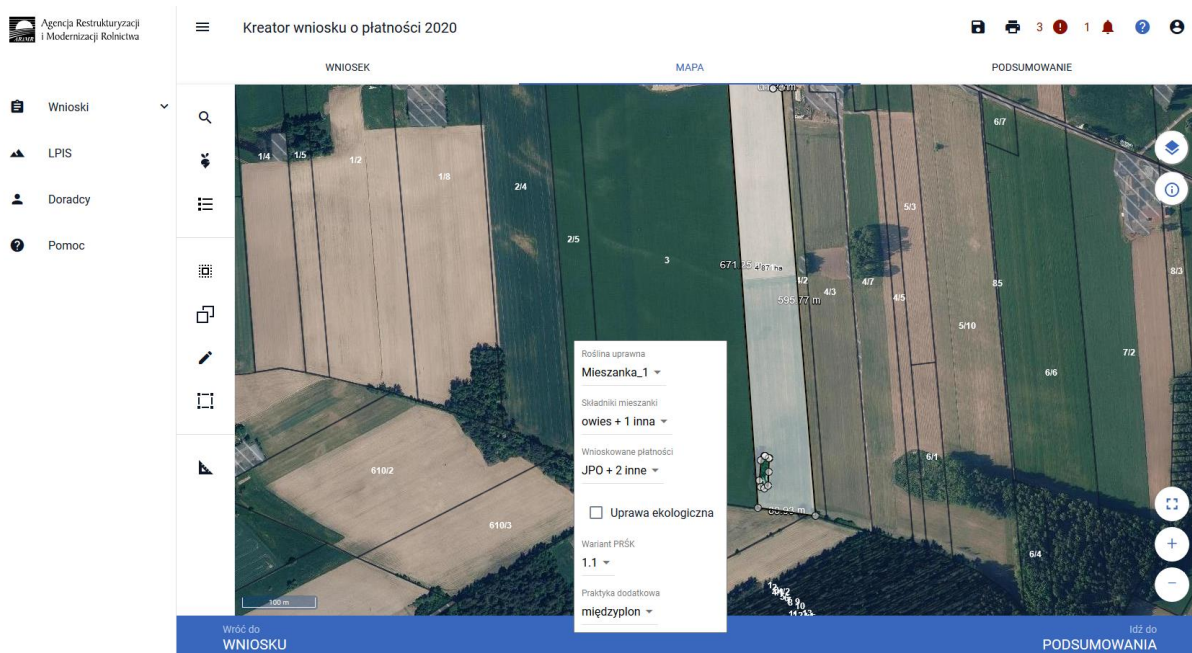 Agencja Restrukturyzacji
i Modernizacji Rolnictwa
ARiMR
Kreator wniosku o płatności 2020
3
1
WNIOSEK
MAPA
PODSUMOWANIE
Wnioski
LPIS
Doradcy
Pomoc
1/4
1/5
1/2
1/8
2/4
2/5
3
4/2
4/3
4/7
4/5
5/3
85
5/10
6/7
6/6
7/2
8/3
6/1
6/4
610/2
610/3
595.77 m
100 m
Roślina uprawna
Mieszanka_1
Składniki mieszanki
owies + 1 inna
Wnioskowane płatności
JPO + 2 inne
Uprawa ekologiczna
Wariant PRŚK
1.1
Praktyka dodatkowa
międzyplon
Wróć do
WNIOSKU
Idź do
PODSUMOWANIA